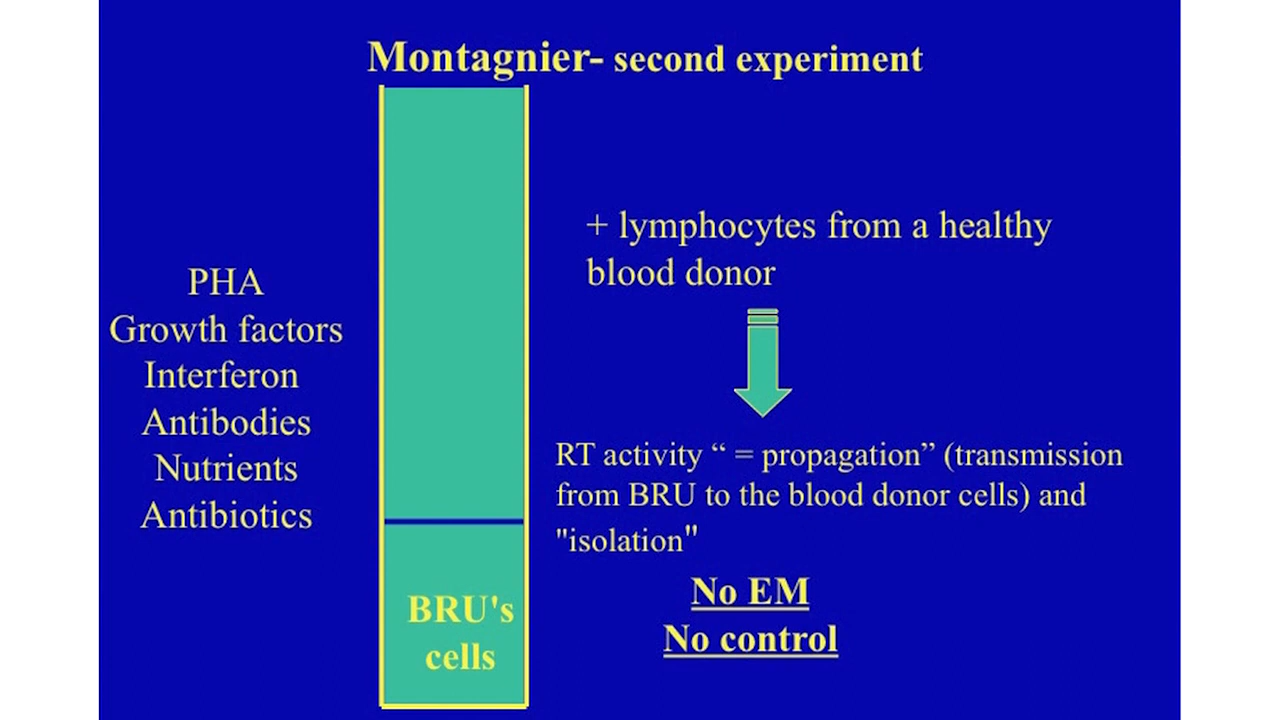 Montagnier- second experiment
PHA
Growth factors
Interferon
Antibodies
Nutrients
Antibiotics
BRU's
cells
+ lymphocytes from a healthy
blood donor
RT activity “ = propagation” (transmission
from BRU to the blood donor cells) and
"isolation"
No EM
No control